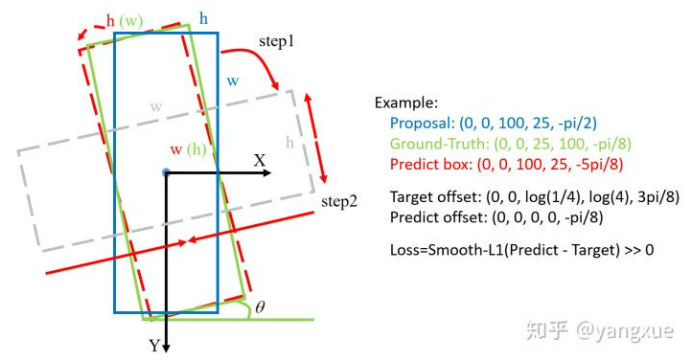 h (w)
h
step1
w
w
h
w (h)
X
step2
θ
Y
Example:
Proposal: (0, 0, 100, 25, -pi/2)
Ground-Truth: (0, 0, 25, 100, -pi/8)
Predict box: (0, 0, 100, 25, -5pi/8)
Target offset: (0, 0, log(1/4), log(4), 3pi/8)
Predict offset: (0, 0, 0, 0, -pi/8)
Loss=Smooth-L1(Predict - Target) >> 0
知乎 @yangxue